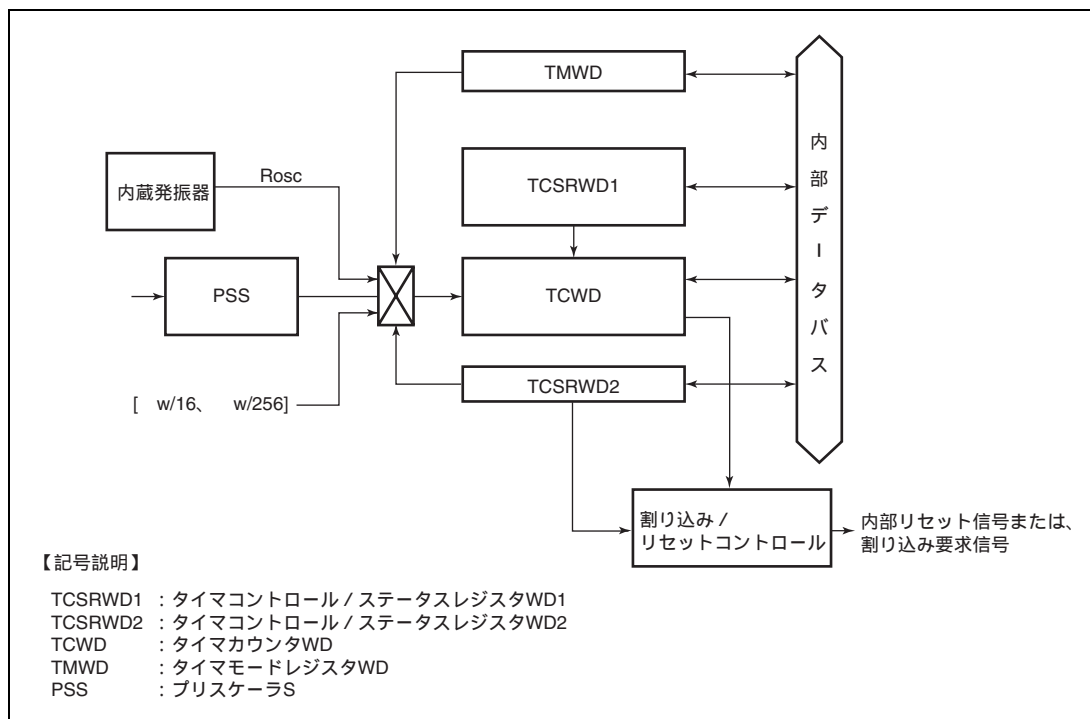 TMWD
内部データバス
内蔵発振器
Rosc
TCSRWD1
PSS
TCWD
TCSRWD2
[ w/16、 w/256]
割り込み /
リセットコントロール
内部リセット信号または、
割り込み要求信号
【記号説明】
TCSRWD1 : タイマコントロール / ステータスレジスタWD1
TCSRWD2 : タイマコントロール / ステータスレジスタWD2
TCWD : タイマカウンタWD
TMWD : タイマモードレジスタWD
PSS : プリスケーラS